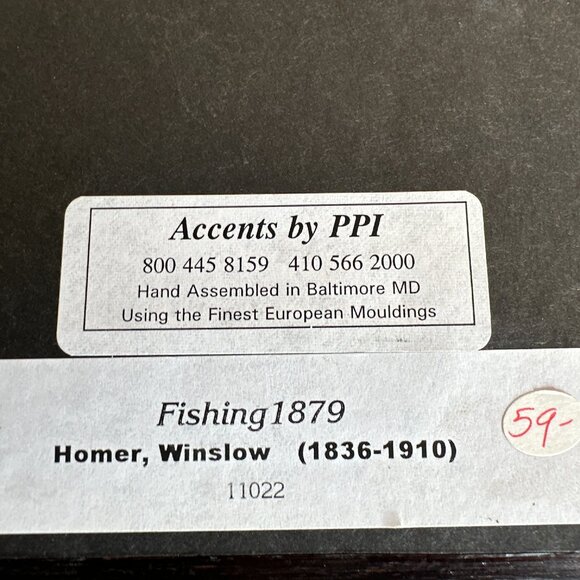 Accents by PPI
800 445 8159 410 566 2000
Hand Assembled in Baltimore MD
Using the Finest European Mouldings
Fishing1879
Homer, Winslow (1836-1910)
11022
59-